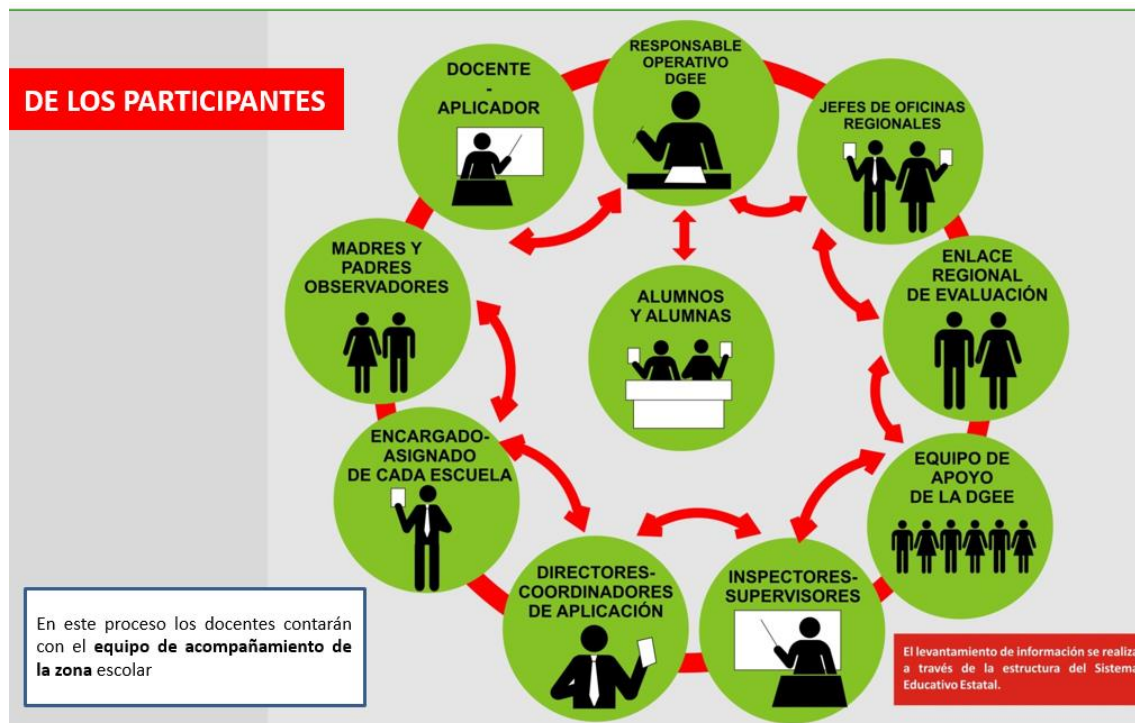 DE LOS PARTICIPANTES
DOCENTE
-
APLICADOR
RESPONSABLE
OPERATIVO
DGEE
JEFES DE OFICINAS
REGIONALES
ENLACE
REGIONAL
DE EVALUACIÓN
EQUIPO DE
APOYO
DE LA DGEE
INSPECTORES-
SUPERVISORES
DIRECTORES-
COORDINADORES
DE APLICACIÓN
ENCARGADO-
ASIGNADO
DE CADA ESCUELA
MADRES Y
PADRES
OBSERVADORES
ALUMNOS
Y ALUMNAS
En este proceso los docentes contarán
con el equipo de acompañamiento de
la zona escolar
El levantamiento de información se realiza
a través de la estructura del Sistema
Educativo Estatal.